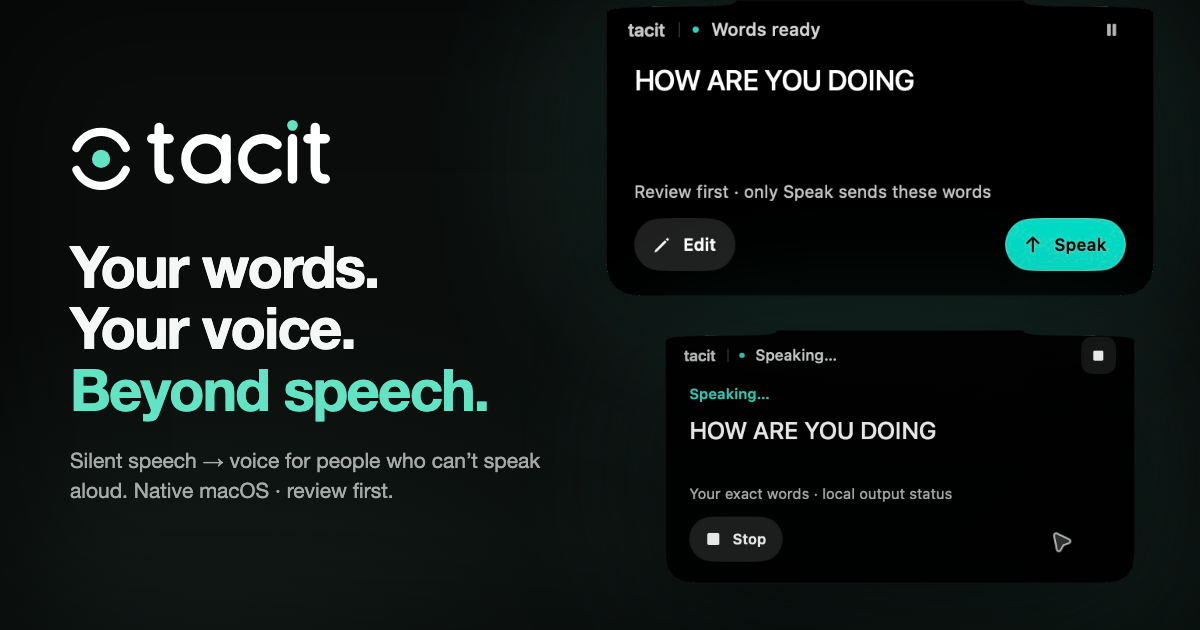 tacit
Your words.
Your voice.
Beyond speech.
Silent speech → voice for people who can't speak
aloud. Native macOS · review first.
tacit | • Words ready
HOW ARE YOU DOING
Review first · only Speak sends these words
Edit
Speak
tacit | • Speaking...
Speaking...
HOW ARE YOU DOING
Your exact words · local output status
Stop